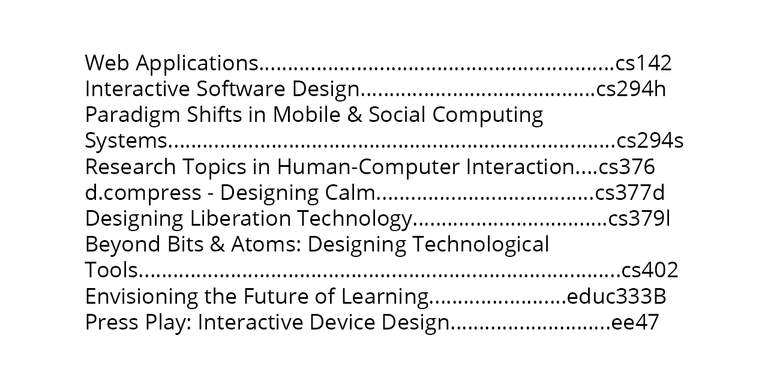 Web Applications..............................................................cs142
Interactive Software Design.........................................cs294h
Paradigm Shifts in Mobile & Social Computing
Systems..............................................................................cs294s
Research Topics in Human-Computer Interaction....cs376
d.compress - Designing Calm......................................cs377d
Designing Liberation Technology..................................cs379l
Beyond Bits & Atoms: Designing Technological
Tools....................................................................................cs402
Envisioning the Future of Learning........................educ333B
Press Play: Interactive Device Design............................ee47